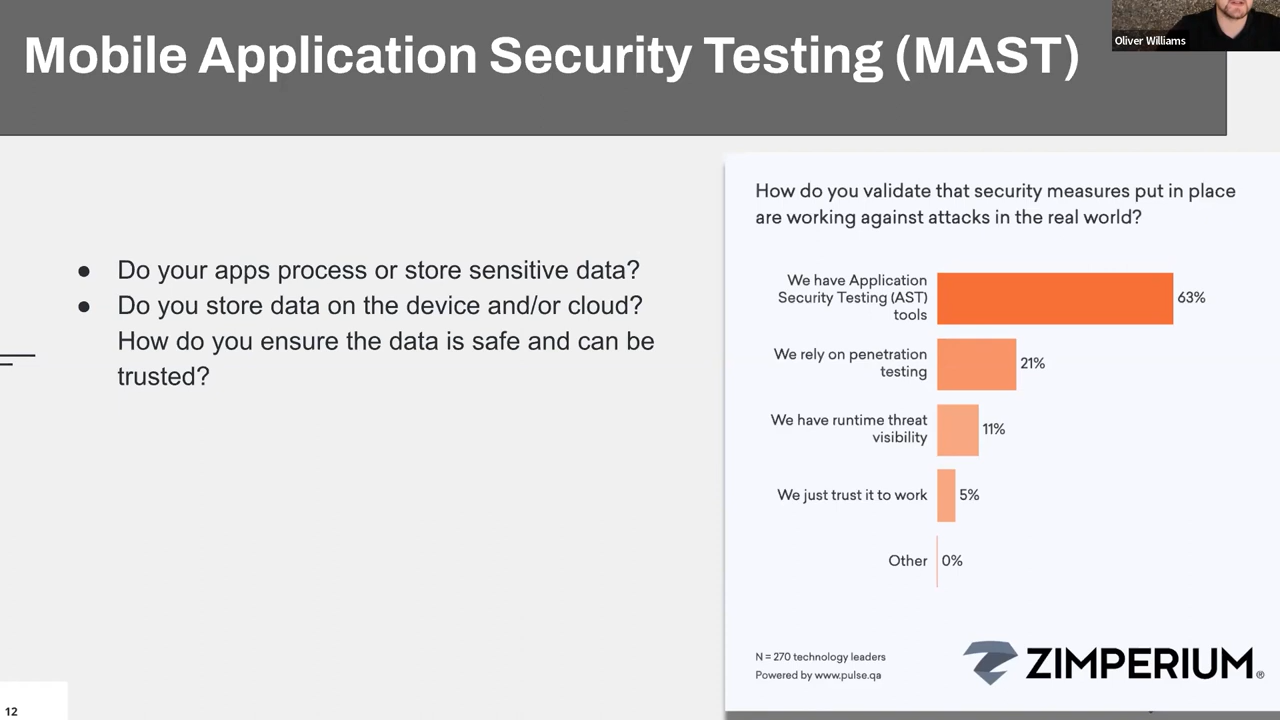 Mobile Application Security Testing (MAST)
Oliver Williams
● Do your apps process or store sensitive data?
● Do you store data on the device and/or cloud?
How do you ensure the data is safe and can be
trusted?
How do you validate that security measures put in place
are working against attacks in the real world?
We have Application
Security Testing (AST)
tools
63%
We rely on penetration
testing
21%
We have runtime threat
visibility
11%
We just trust it to work
5%
Other
0%
N = 270 technology leaders
Powered by www.pulse.qa
ZIMPERIUM®
12